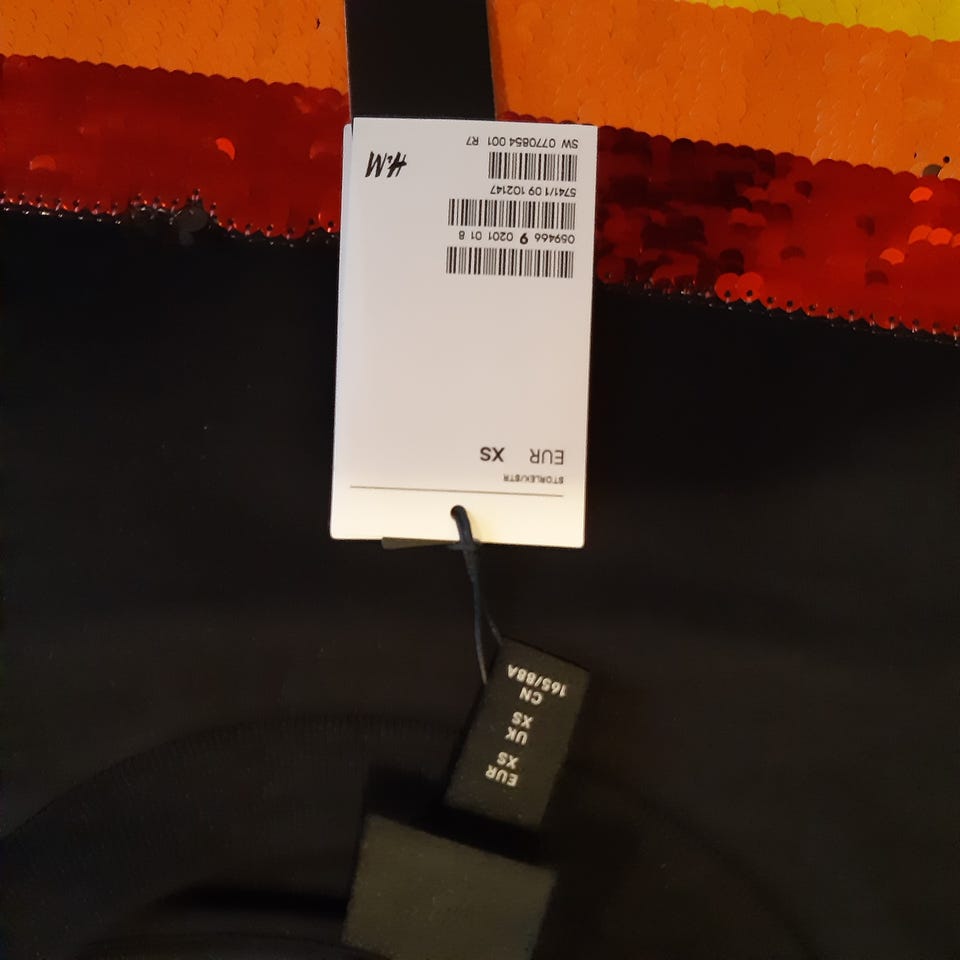 STORLEK/STR
EUR XS
059466 9 0201 01 8
5741/1 09 102147
H&M
SW 0770854 001 R7
EUR
XS
UK
XS
CN
165/88A